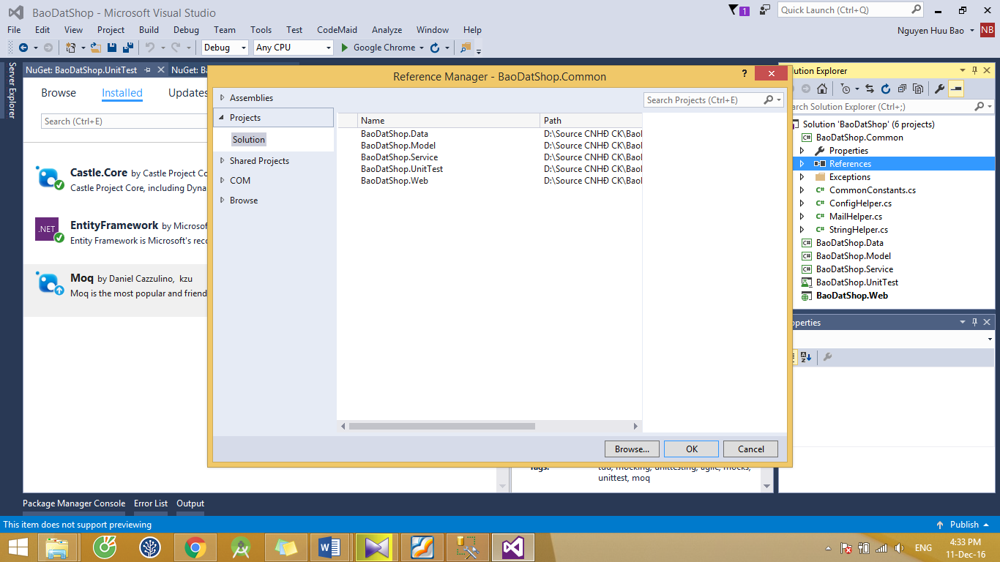 BaoDatShop - Microsoft Visual Studio
1
Quick Launch (Ctrl+Q)
File Edit View Project Build Debug Team Tools Test CodeMaid Analyze Window Help
Nguyen Huu Bao NB
Debug Any CPU Google Chrome
Server Explorer
NuGet: BaoDatShop.UnitTest NuGet: Ba
Browse Installed Updates
Search (Ctrl+E)
Castle.Core by Castle Project Co
Castle Project Core, including Dyna
.NET
EntityFramework by Microsof
Entity Framework is Microsoft's reco
Moq by Daniel Cazzulino, kzu
Moq is the most popular and friend
Reference Manager - BaoDatShop.Common
?
Assemblies
Projects
Solution
Shared Projects
COM
Browse
Search Projects (Ctrl+E)
Name Path
BaoDatShop.Data D:\Source CNHĐ CK\Baol
BaoDatShop.Model D:\Source CNHĐ CK\Baol
BaoDatShop.Service D:\Source CNHĐ CK\Baol
BaoDatShop.UnitTest D:\Source CNHĐ CK\Baol
BaoDatShop.Web D:\Source CNHĐ CK\Baol
Browse... OK Cancel
Tags: tdd, mocking, unittesting, agile, mocks,
unittest, moq
lution Explorer
rch Solution Explorer (Ctrl+;)
Solution 'BaoDatShop' (6 projects)
C# BaoDatShop.Common
Properties
References
Exceptions
C# CommonConstants.cs
C# ConfigHelper.cs
C# MailHelper.cs
C# StringHelper.cs
C# BaoDatShop.Data
C# BaoDatShop.Model
C# BaoDatShop.Service
BaoDatShop.UnitTest
BaoDatShop.Web
operties
Package Manager Console Error List Output
This item does not support previewing
Publish
ENG
4:33 PM
11-Dec-16